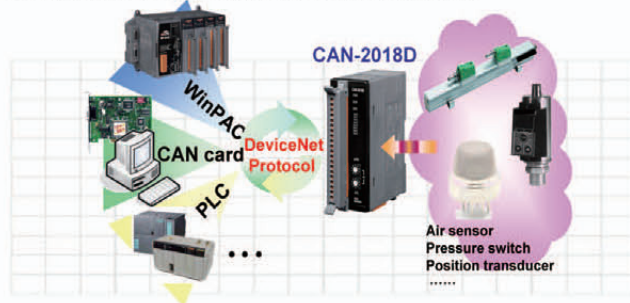 CAN-2018D
WinPAC
CAN card
DeviceNet
Protocol
PLC
...
Air sensor
Pressure switch
Position transducer
......